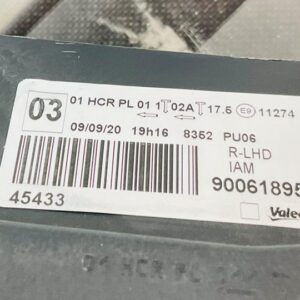 03
01 HCR PL 01 1T 02A T 17.5 E9 11274
09/09/20 19h16 8352 PU06
R-LHD
IAM
90061895
45433
Valeo
01 HCR PL